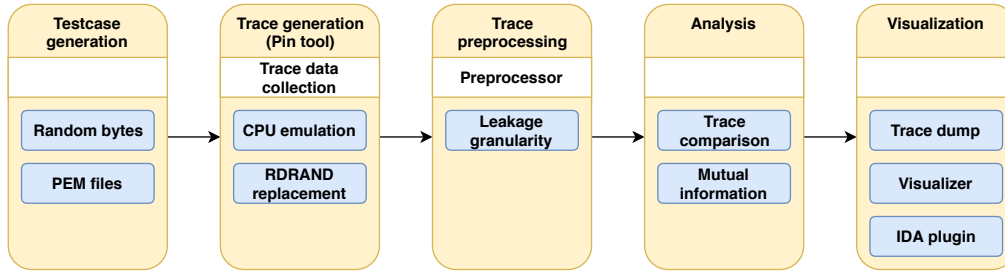 Testcase
generation
Random bytes
PEM files
Trace generation
(Pin tool)
Trace data
collection
CPU emulation
RDRAND
replacement
Trace
preprocessing
Preprocessor
Leakage
granularity
Analysis
Trace
comparison
Mutual
information
Visualization
Trace dump
Visualizer
IDA plugin